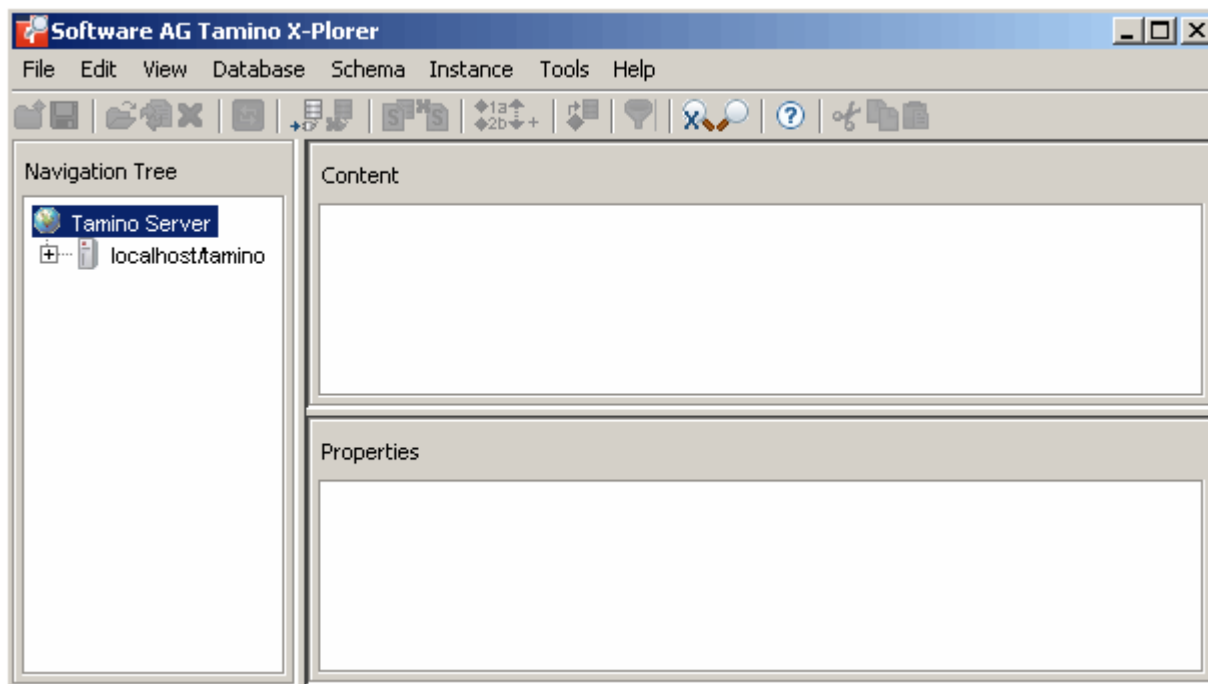 Software AG Tamino X-Plorer
File Edit View Database Schema Instance Tools Help
Navigation Tree
Tamino Server
localhost/tamino
Content
Properties